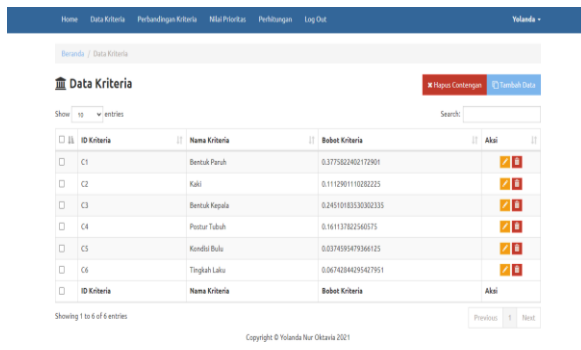 Home Data Kriteria Perbandingan Kriteria Nilai Prioritas Perhitungan Log Out Yolanda
Beranda / Data Kriteria
Data Kriteria
Hapus Contengan Tambah Data
Show 10 entries Search:
ID Kriteria Nama Kriteria Bobot Kriteria Aksi
C1 Bentuk Paruh 0.3775822402172901
C2 Kaki 0.11129011110282225
C3 Bentuk Kepala 0.24510183530302335
C4 Postur Tubuh 0.161137822560575
C5 Kondisi Bulu 0.0374595479366125
C6 Tingkah Laku 0.06742844295427951
ID Kriteria Nama Kriteria Bobot Kriteria Aksi
Showing 1 to 6 of 6 entries Previous 1 Next
Copyright © Yolanda Nur Oktavia 2021